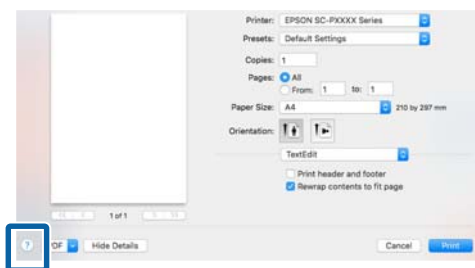 Printer: EPSON SC-PXXXX Series
Presets: Default Settings
Copies: 1
Pages: All
From: 1 to: 1
Paper Size: A4 210 by 297 mm
Orientation:
TextEdit
Print header and footer
Rewrap contents to fit page
1 of 1
? DF Hide Details Cancel Print